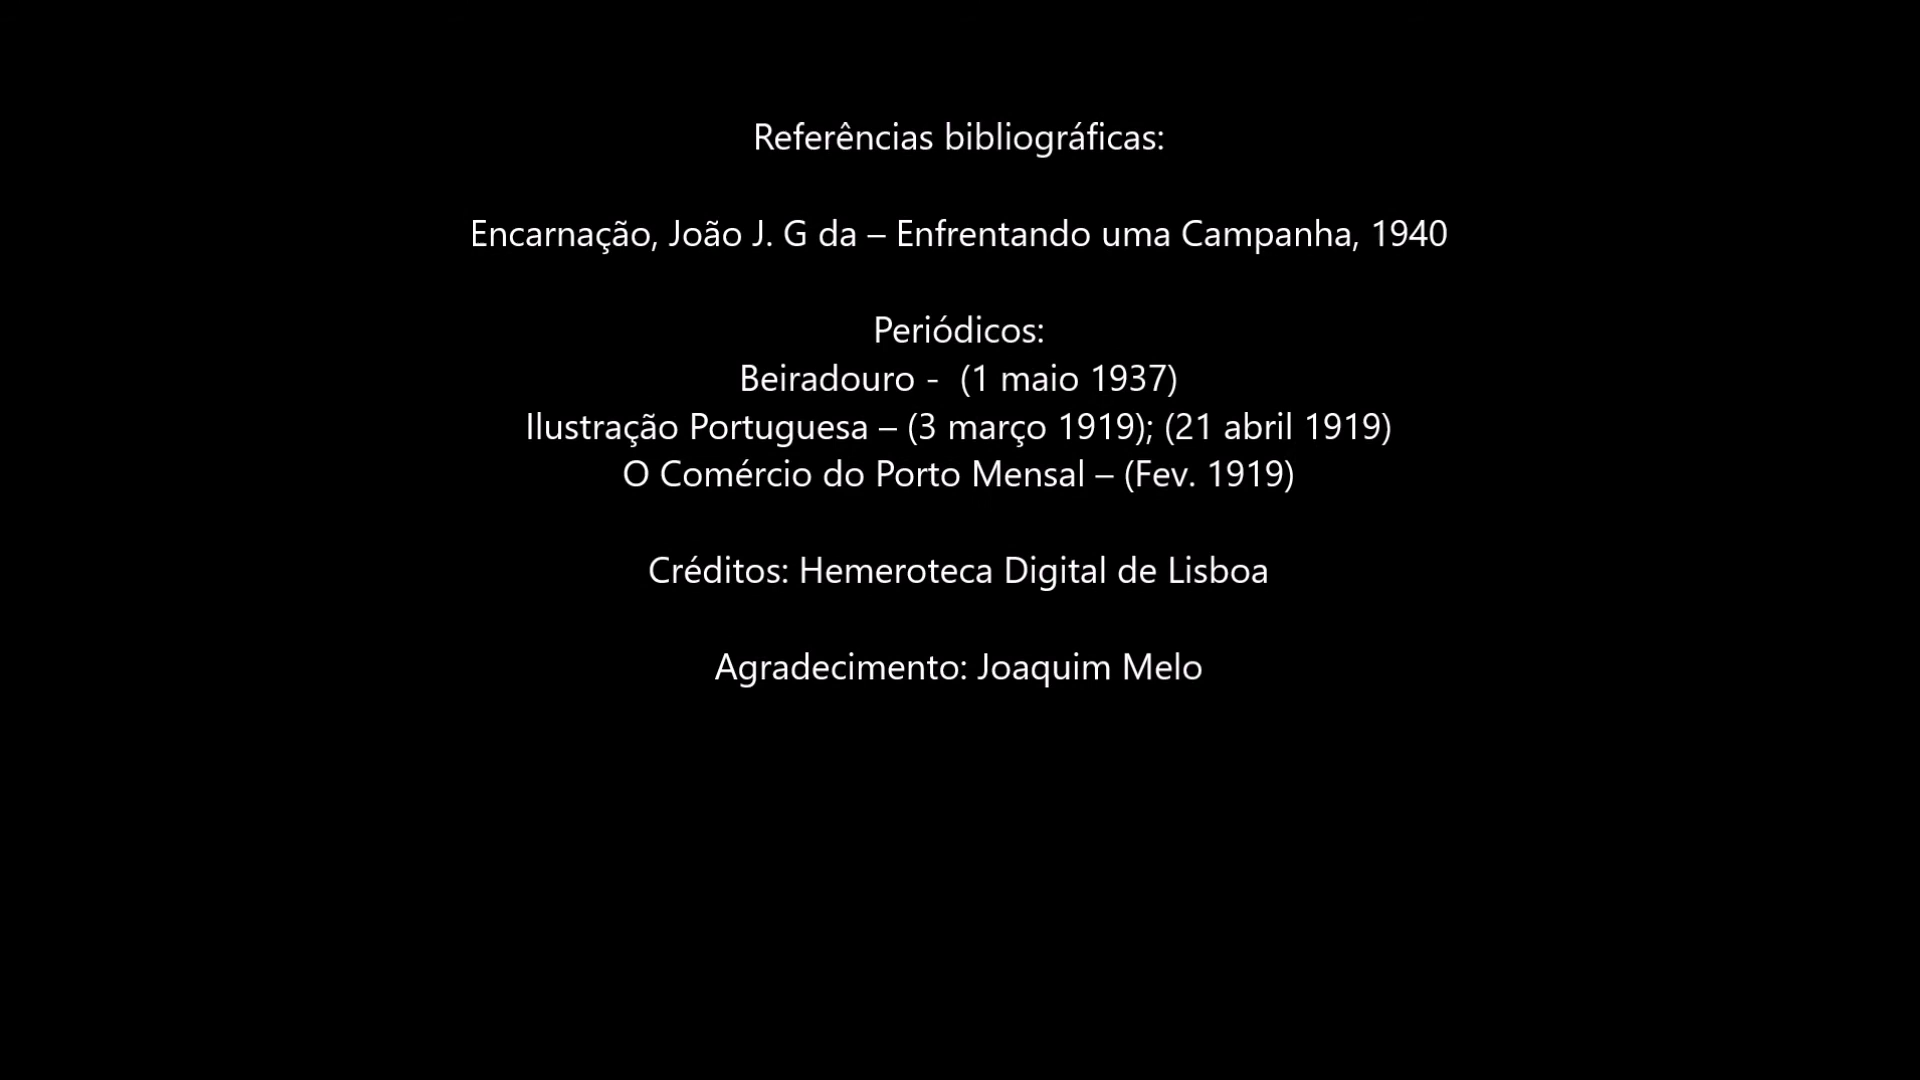 Referências bibliográficas:
Encarnação, João J. G da – Enfrentando uma Campanha, 1940
Periódicos:
Beiradouro -  (1 maio 1937)
Ilustração Portuguesa – (3 março 1919); (21 abril 1919)
O Comércio do Porto Mensal – (Fev. 1919)
Créditos: Hemeroteca Digital de Lisboa
Agradecimento: Joaquim Melo